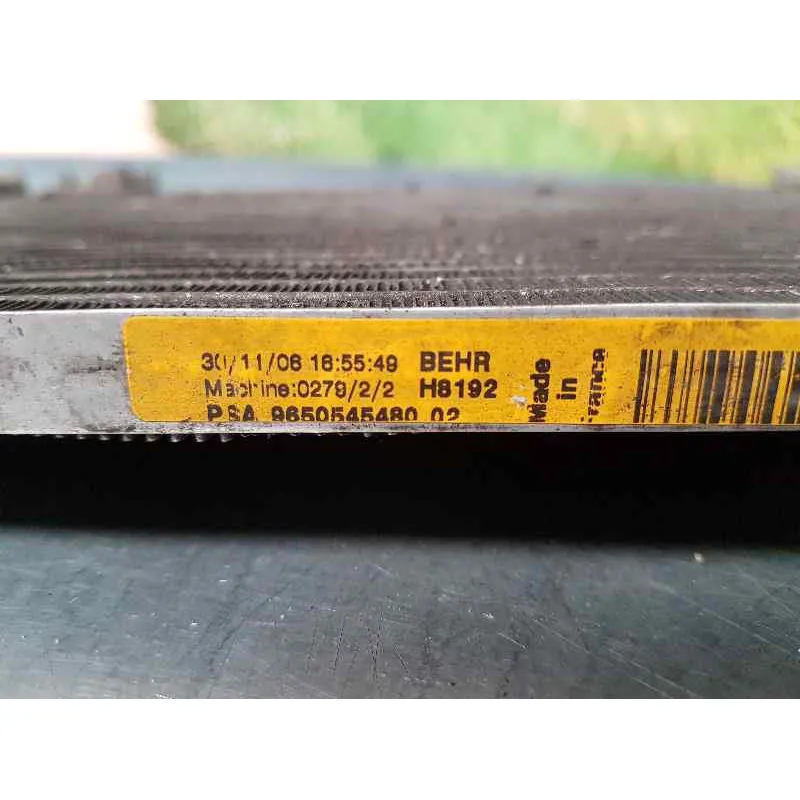 30/11/06 16:55:49 BEHR
Machine:0279/2/2 H8192
PSA 9650545480 02
Made
in
France